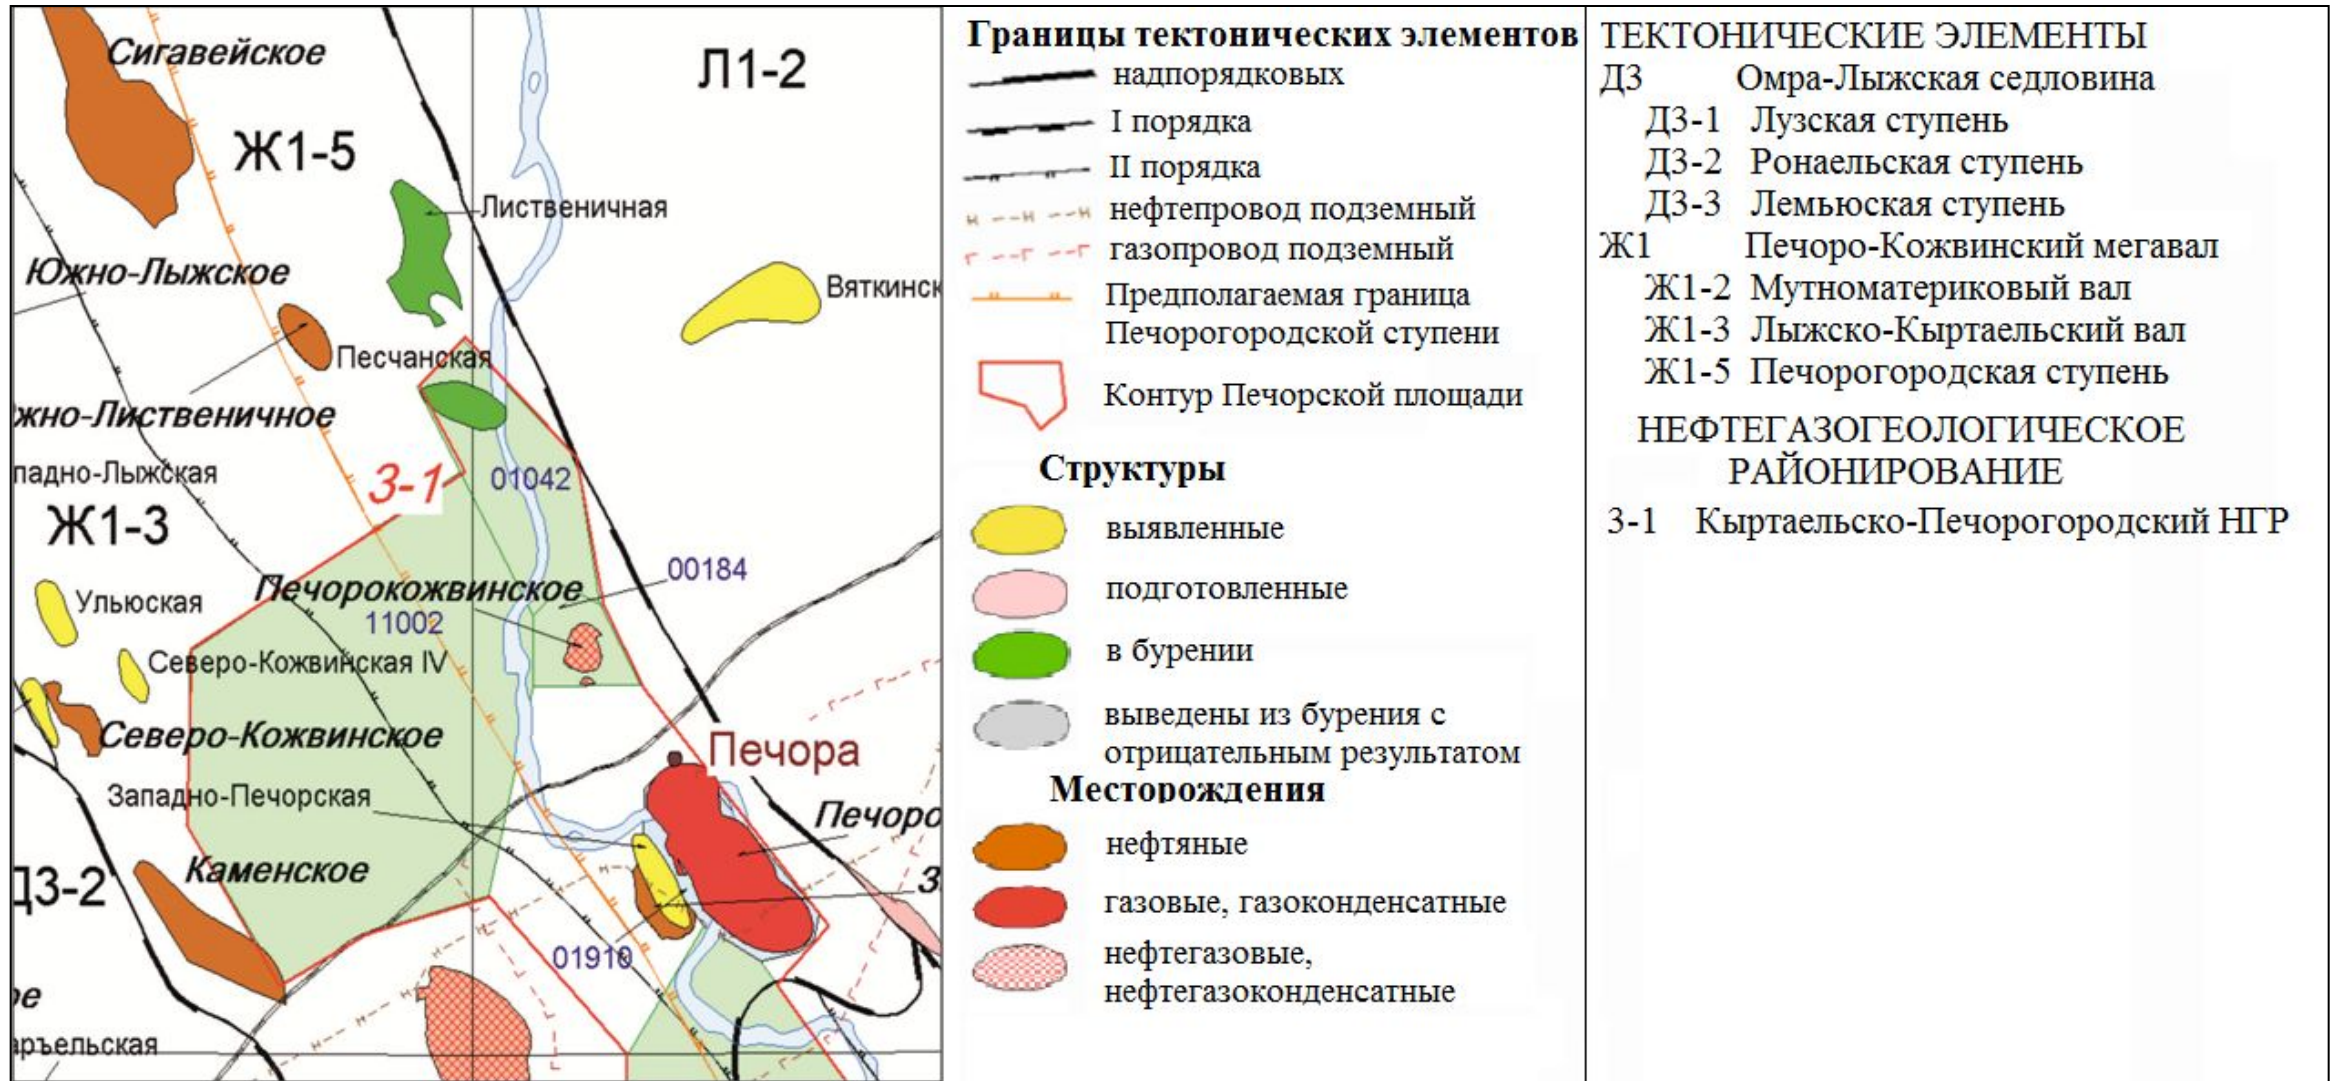 Сигавейское
Л1-2
Ж1-5
Лиственичная
Южно-Лыжское
Вяткинск
Песчанская
жно-Лиственичное
падно-Лыжская
3-1
01042
Ж1-3
00184
Печорокожвинское
Ульюская
11002
Северо-Кожвинская IV
Северо-Кожвинское
Печора
Западно-Печорская
Печоро
Каменское
Д3-2
З
01910
ое
аръельская
Границы тектонических элементов
надпорядковых
I порядка
II порядка
нефтепровод подземный
газопровод подземный
Предполагаемая граница
Печорогородской ступени
Контур Печорской площади
Структуры
выявленные
подготовленные
в бурении
выведены из бурения с
отрицательным результатом
Месторождения
нефтяные
газовые, газоконденсатные
нефтегазовые,
нефтегазоконденсатные
ТЕКТОНИЧЕСКИЕ ЭЛЕМЕНТЫ
Д3 Омра-Лыжская седловина
Д3-1 Лузская ступень
Д3-2 Ронаельская ступень
Д3-3 Лемьюская ступень
Ж1 Печоро-Кожвинский мегавал
Ж1-2 Мутноматериковый вал
Ж1-3 Лыжско-Кыртаельский вал
Ж1-5 Печорогородская ступень
НЕФТЕГАЗОГЕОЛОГИЧЕСКОЕ
РАЙОНИРОВАНИЕ
3-1 Кыртаельско-Печорогородский НГР